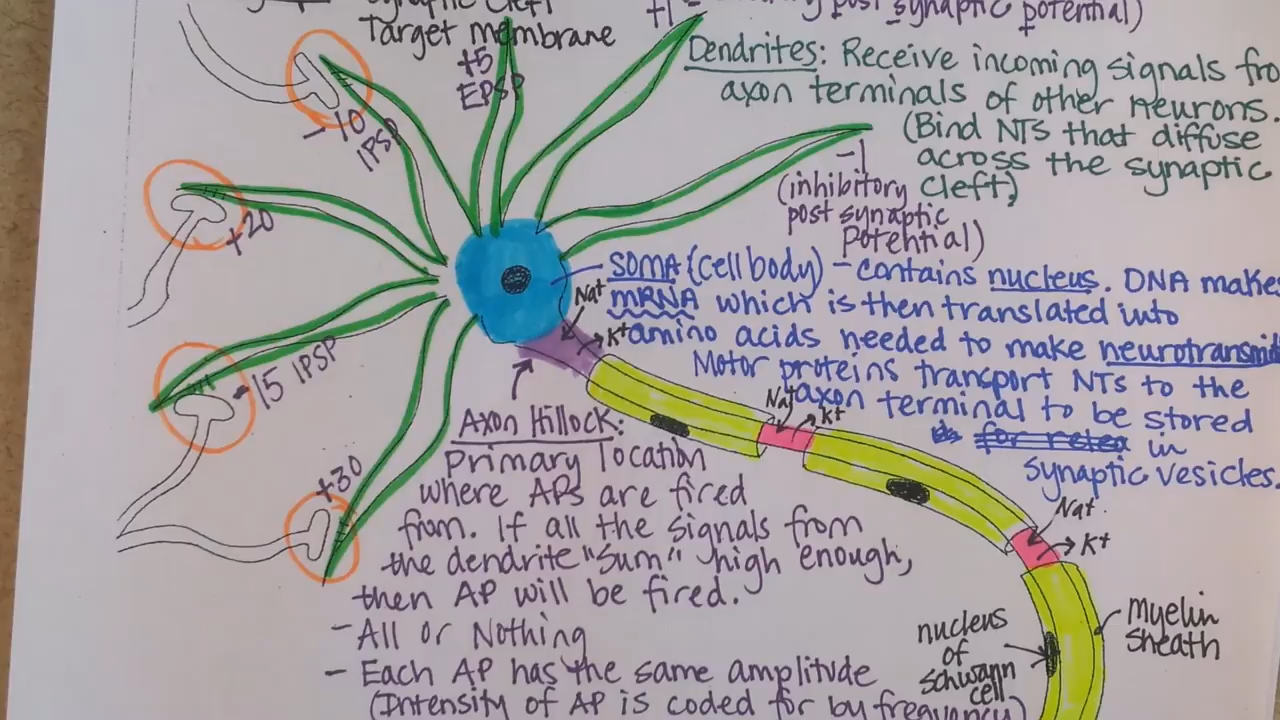 Target membrane
post synaptic potential)
+5
EPSP
Dendrites: Receive incoming signals fro
axon terminals of other neurons.
(Bind NTS that diffuse
across the synaptic
cleft)
-10
IPSP
+20
-15 IPSP
+30
-1
(inhibitory
post synaptic
potential)
SOMA (cell body) - contains nucleus. DNA make
mRNA which is then translated into
amino acids needed to make neurotransmi
Motor proteins transport NTS to the
axon terminal to be stored
in
synaptic vesicles.
Na+
K+
Na+
K+
Na+
K+
Axon Hillock:
primary location
where APs are fired
from. If all the signals from
the dendrite "sum" high enough,
then AP will be fired.
- All or Nothing
- Each AP has the same amplitude
(Intensity of AP is coded for by frequency)
nucleus
of
schwann
cell
myelin
sheath